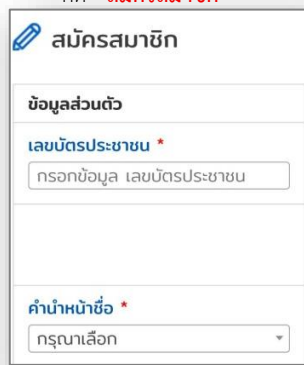 สมัครสมาชิก
ข้อมูลส่วนตัว
เลขบัตรประชาชน *
กรอกข้อมูล เลขบัตรประชาชน
คำนำหน้าชื่อ *
กรุณาเลือก